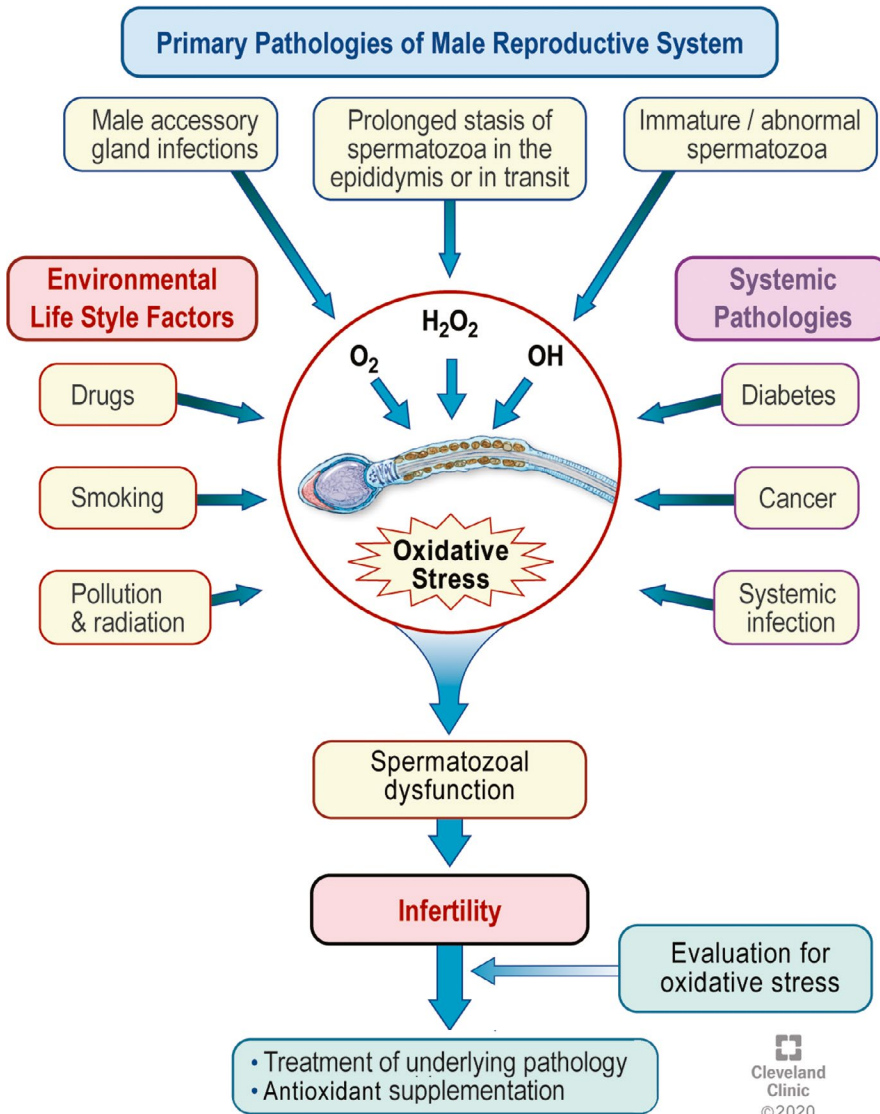 Primary Pathologies of Male Reproductive System
Male accessory
gland infections
Prolonged stasis of
spermatozoa in the
epididymis or in transit
Immature / abnormal
spermatozoa
Environmental
Life Style Factors
Systemic
Pathologies
H₂O₂
O₂
OH
Drugs
Smoking
Pollution
& radiation
Diabetes
Cancer
Systemic
infection
Oxidative
Stress
Spermatozoal
dysfunction
Infertility
Evaluation for
oxidative stress
• Treatment of underlying pathology
• Antioxidant supplementation
Cleveland
Clinic
©2020